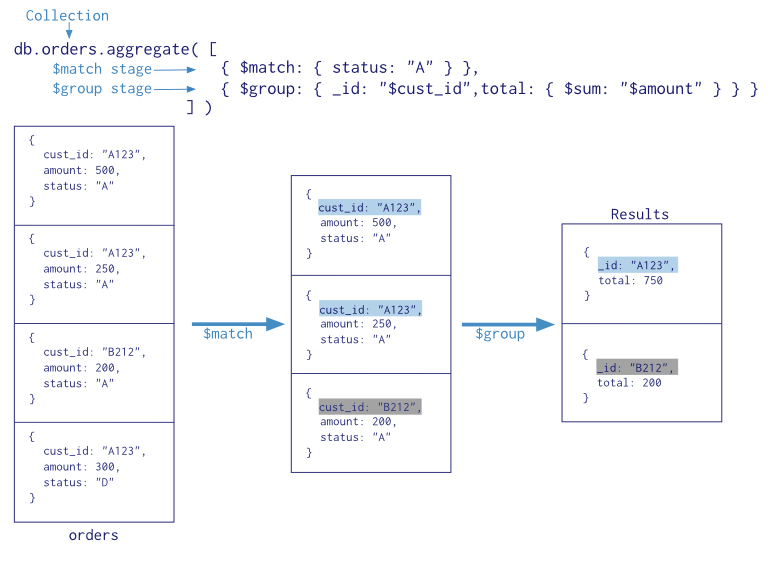 Collection
db.orders.aggregate( [
$match stage { $match: { status: "A" } },
$group stage { $group: { _id: "$cust_id",total: { $sum: "$amount" } } }
] )
{
cust_id: "A123",
amount: 500,
status: "A"
}
{
cust_id: "A123",
amount: 250,
status: "A"
}
{
cust_id: "B212",
amount: 200,
status: "A"
}
{
cust_id: "A123",
amount: 300,
status: "D"
}
orders
$match
{
cust_id: "A123",
amount: 500,
status: "A"
}
{
cust_id: "A123",
amount: 250,
status: "A"
}
{
cust_id: "B212",
amount: 200,
status: "A"
}
$group
Results
{
_id: "A123",
total: 750
}
{
_id: "B212",
total: 200
}